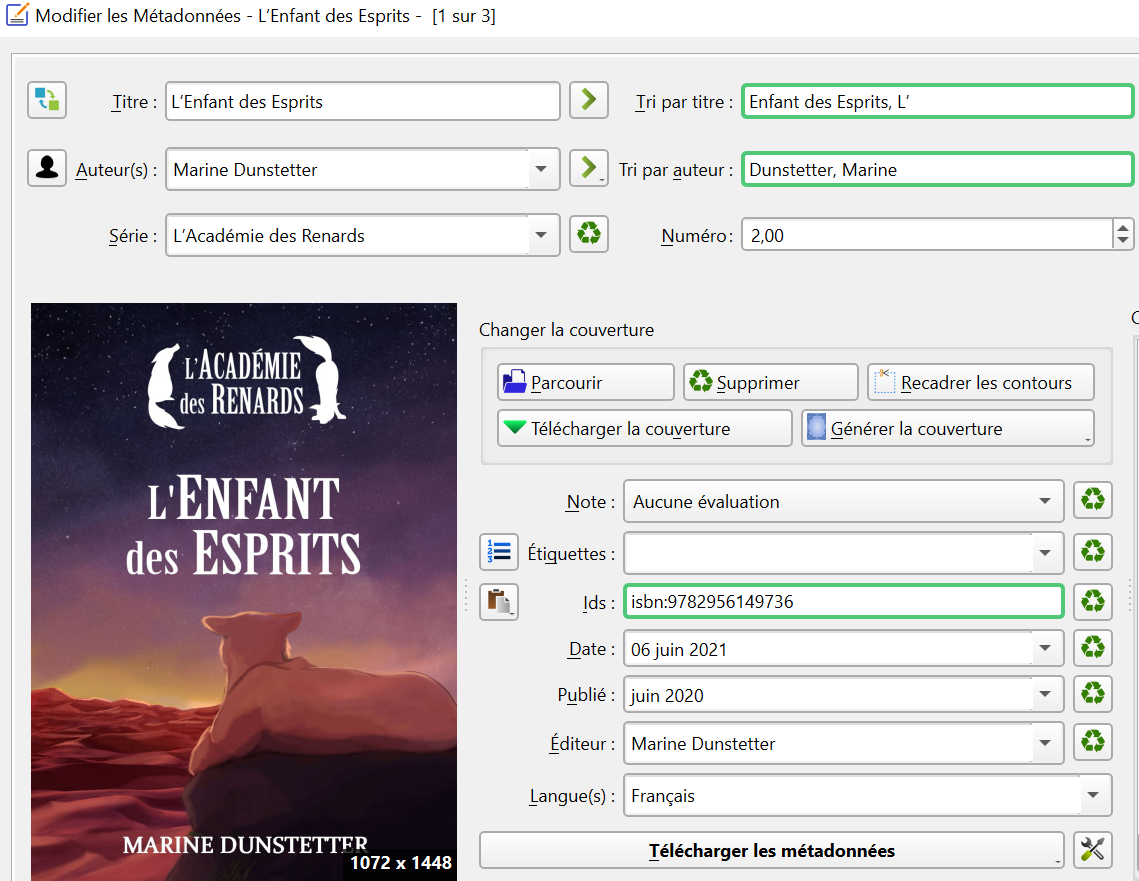 Modifier les Métadonnées - L’Enfant des Esprits - [1 sur 3]
Titre : L’Enfant des Esprits Tri par titre : Enfant des Esprits, L’
Auteur(s) : Marine Dunstetter Tri par auteur : Dunstetter, Marine
Série : L’Académie des Renards Numéro : 2,00
L'ACADÉMIE
des RENARDS
L'ENFANT
des ESPRITS
MARINE DUNSTETTER
1072 x 1448
Changer la couverture
Parcourir Supprimer Recadrer les contours
Télécharger la couverture Générer la couverture
Note : Aucune évaluation
Étiquettes :
Ids : isbn:9782956149736
Date : 06 juin 2021
Publié : juin 2020
Éditeur : Marine Dunstetter
Langue(s) : Français
Télécharger les métadonnées